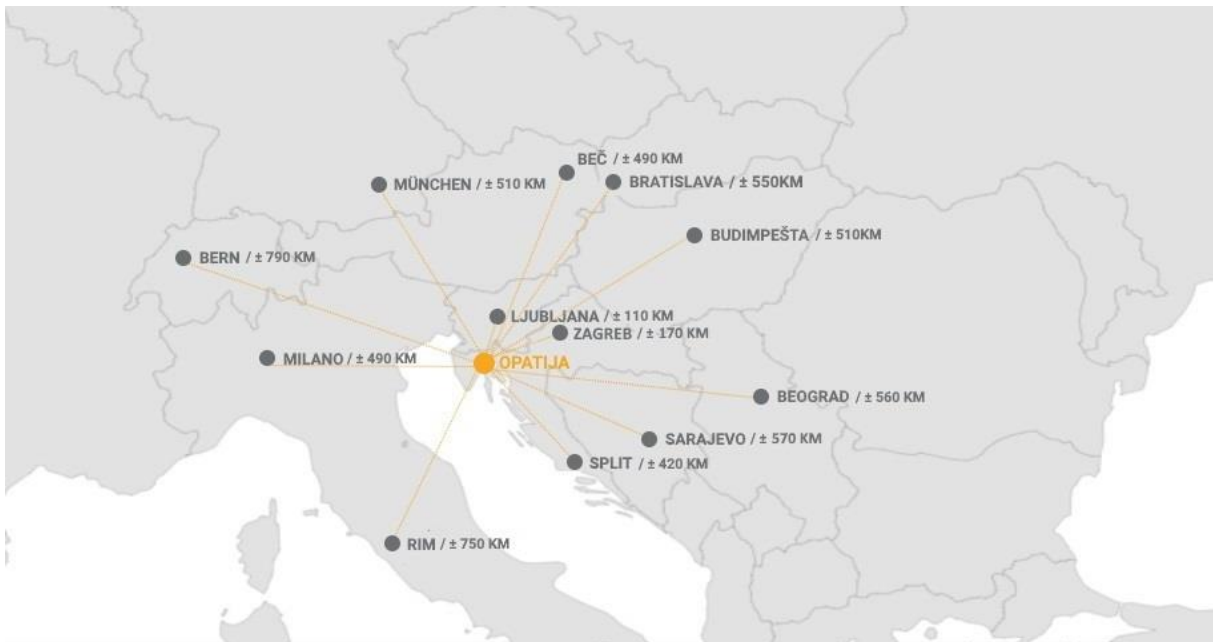 BEČ / ± 490 KM
MÜNCHEN / ± 510 KM
BRATISLAVA / ± 550KM
BUDIMPEŠTA / ± 510KM
BERN / ± 790 KM
LJUBLJANA / ± 110 KM
ZAGREB / ± 170 KM
MILANO / ± 490 KM
OPATIJA
BEOGRAD / ± 560 KM
SARAJEVO / ± 570 KM
SPLIT / ± 420 KM
RIM / ± 750 KM